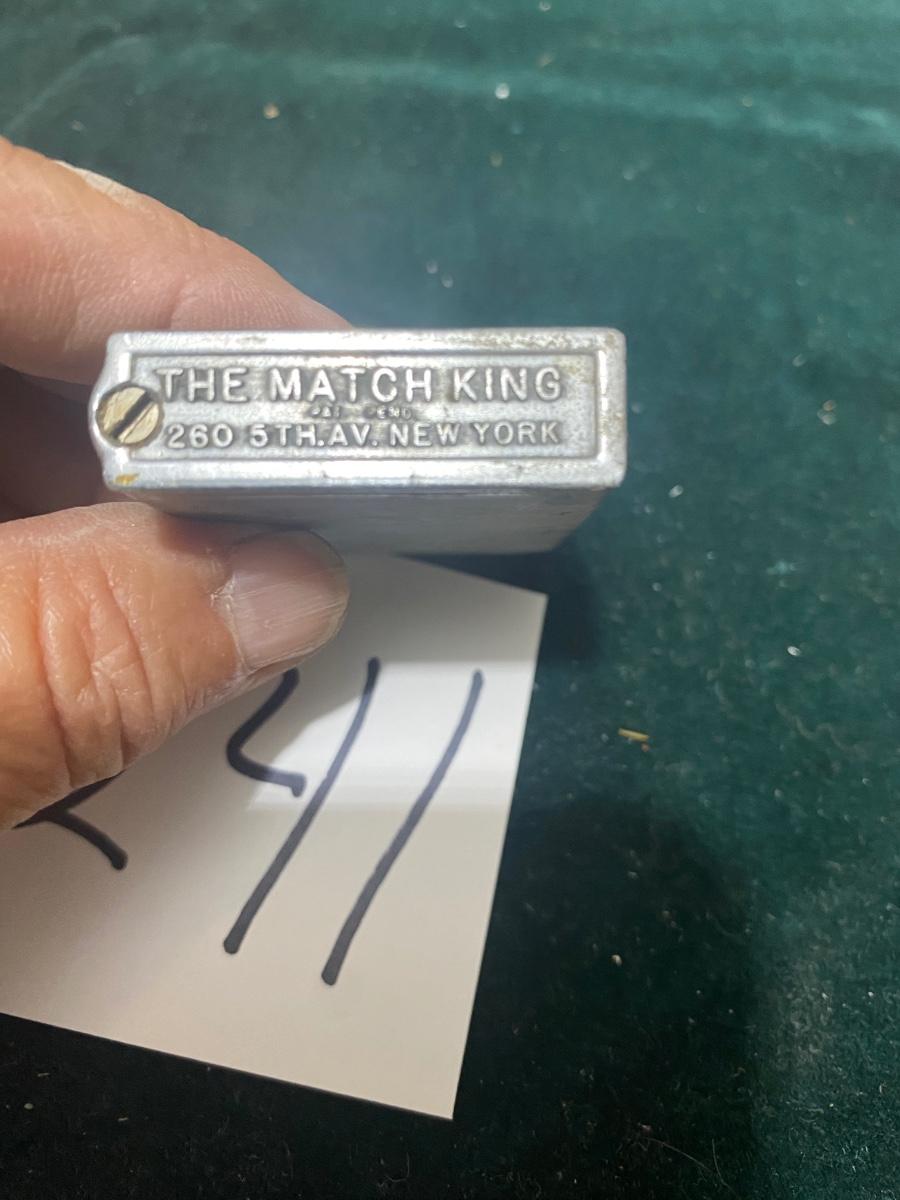 THE MATCH KING
PAT. PEND.
260 5TH.AV. NEW YORK